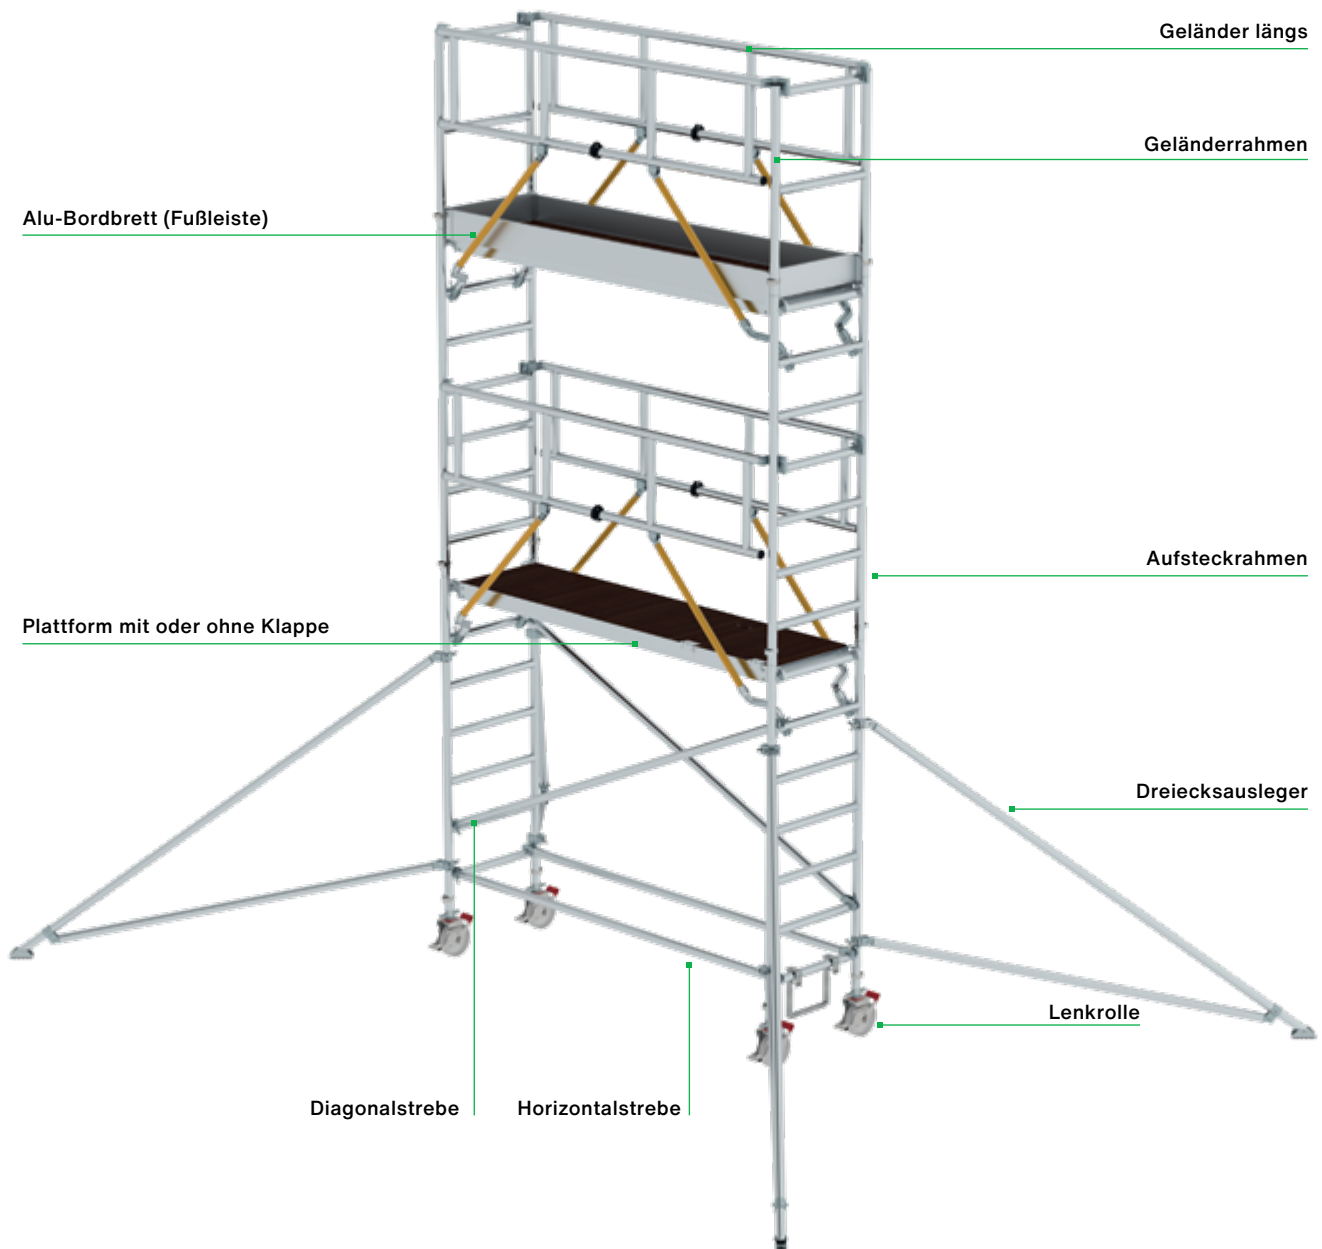 Geländer längs
Geländerrahmen
Alu-Bordbrett (Fußleiste)
Aufsteckrahmen
Plattform mit oder ohne Klappe
Dreiecksausleger
Lenkrolle
Diagonalstrebe
Horizontalstrebe